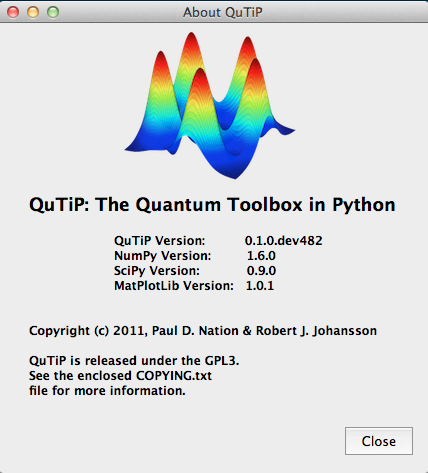 About QuTiP
QuTiP: The Quantum Toolbox in Python
QuTiP Version: 0.1.0.dev482
NumPy Version: 1.6.0
SciPy Version: 0.9.0
MatPlotLib Version: 1.0.1
Copyright (c) 2011, Paul D. Nation & Robert J. Johansson
QuTiP is released under the GPL3.
See the enclosed COPYING.txt
file for more information.
Close